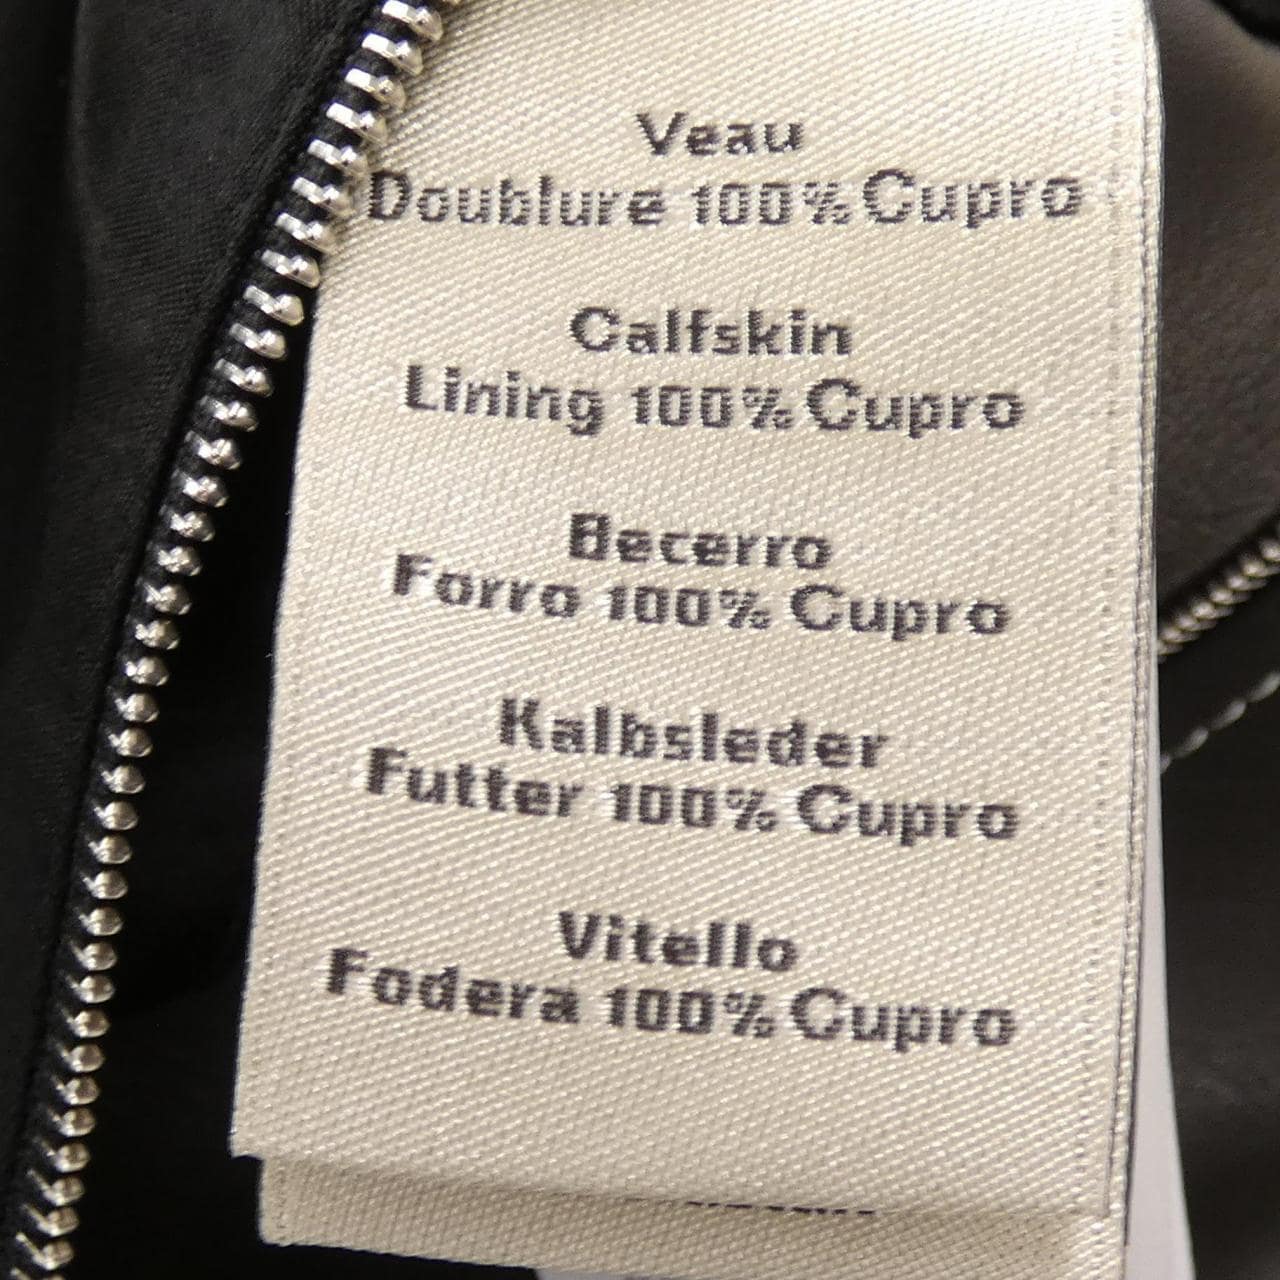 Veau
Doublure 100% Cupro
Calfskin
Lining 100% Cupro
Becerro
Forro 100% Cupro
Kalbsleder
Futter 100% Cupro
Vitello
Fodera 100% Cupro